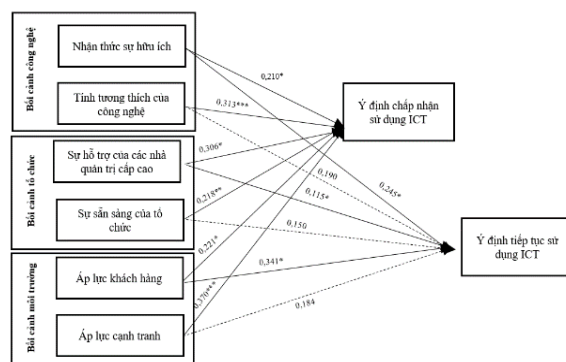 Bối cảnh công nghệ
Nhận thức sự hữu ích
Tính tương thích của
công nghệ
Bối cảnh tổ chức
Sự hỗ trợ của các nhà
quản trị cấp cao
Sự sẵn sàng của tổ
chức
Bối cảnh môi trường
Áp lực khách hàng
Áp lực cạnh tranh
0,210*
0,313***
0,306*
0,218**
0,221*
0,370***
0,245*
0,190
0,115*
0,150
0,341*
0,184
Ý định chấp nhận
sử dụng ICT
Ý định tiếp tục sử
dụng ICT